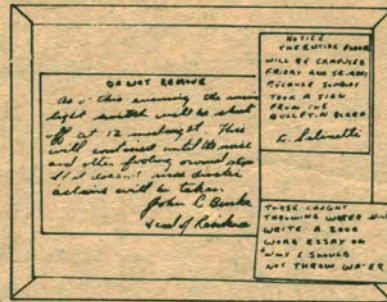 DO NOT REMOVE
As of this evening the main
light switch will be shut
off at 12 midnight. This
will continue until the noise
and other fooling around stops
If it doesn't more drastic
actions will be taken.
John C Burke
Head of Residence
NOTICE
THE ENTIRE FLOOR
WILL BE CAMPUSED
FRIDAY AND
BECAUSE SOMEBODY
TOOK A SIGN
FROM THE
BULLETIN BOARD
THOSE CAUGHT
THROWING WATER WILL
WRITE A 2000
WORD ESSAY ON
"WHY I SHOULD
NOT THROW WATER"